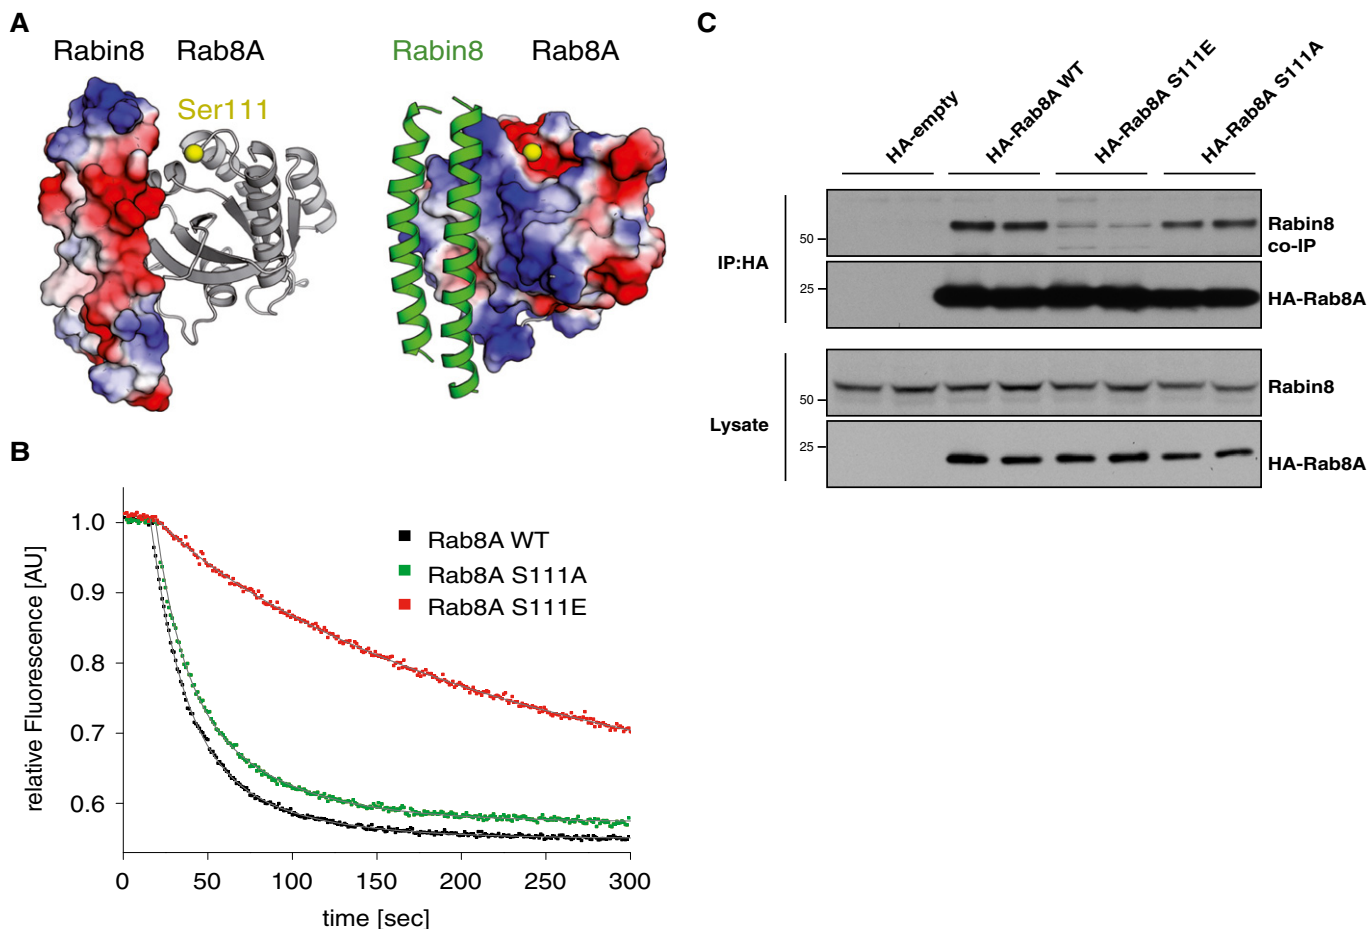 A
Rabin8 Rab8A
Ser111
Rabin8 Rab8A
B
1.0
0.9
0.8
0.7
0.6
relative Fluorescence [AU]
Rab8A WT
Rab8A S111A
Rab8A S111E
0 50 100 150 200 250 300
time [sec]
C
HA-empty
HA-Rab8A WT
HA-Rab8A S111E
HA-Rab8A S111A
IP:HA
50
Rabin8
co-IP
25
HA-Rab8A
Lysate
50
Rabin8
25
HA-Rab8A